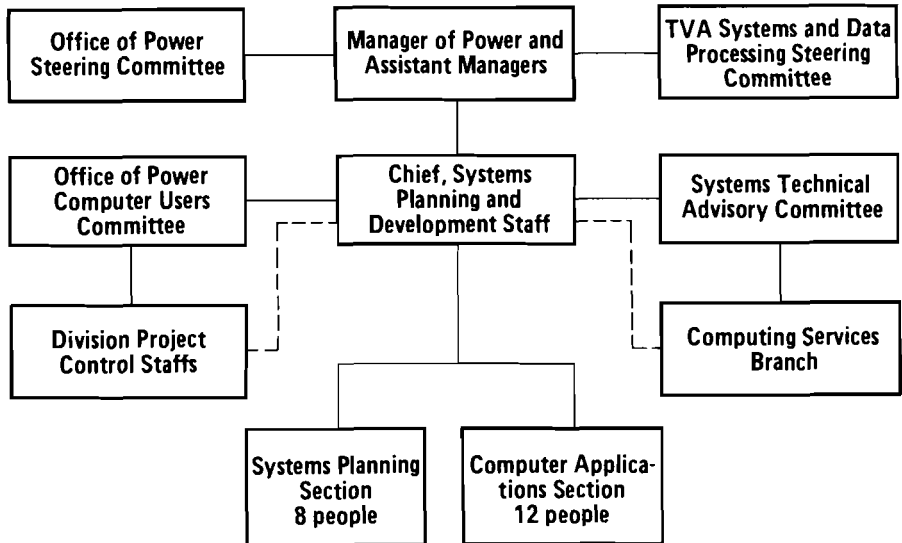 Office of Power
Steering Committee
Manager of Power and
Assistant Managers
TVA Systems and Data
Processing Steering
Committee
Office of Power
Computer Users
Committee
Chief, Systems
Planning and
Development Staff
Systems Technical
Advisory Committee
Division Project
Control Staffs
Computing Services
Branch
Systems Planning
Section
8 people
Computer Applica-
tions Section
12 people